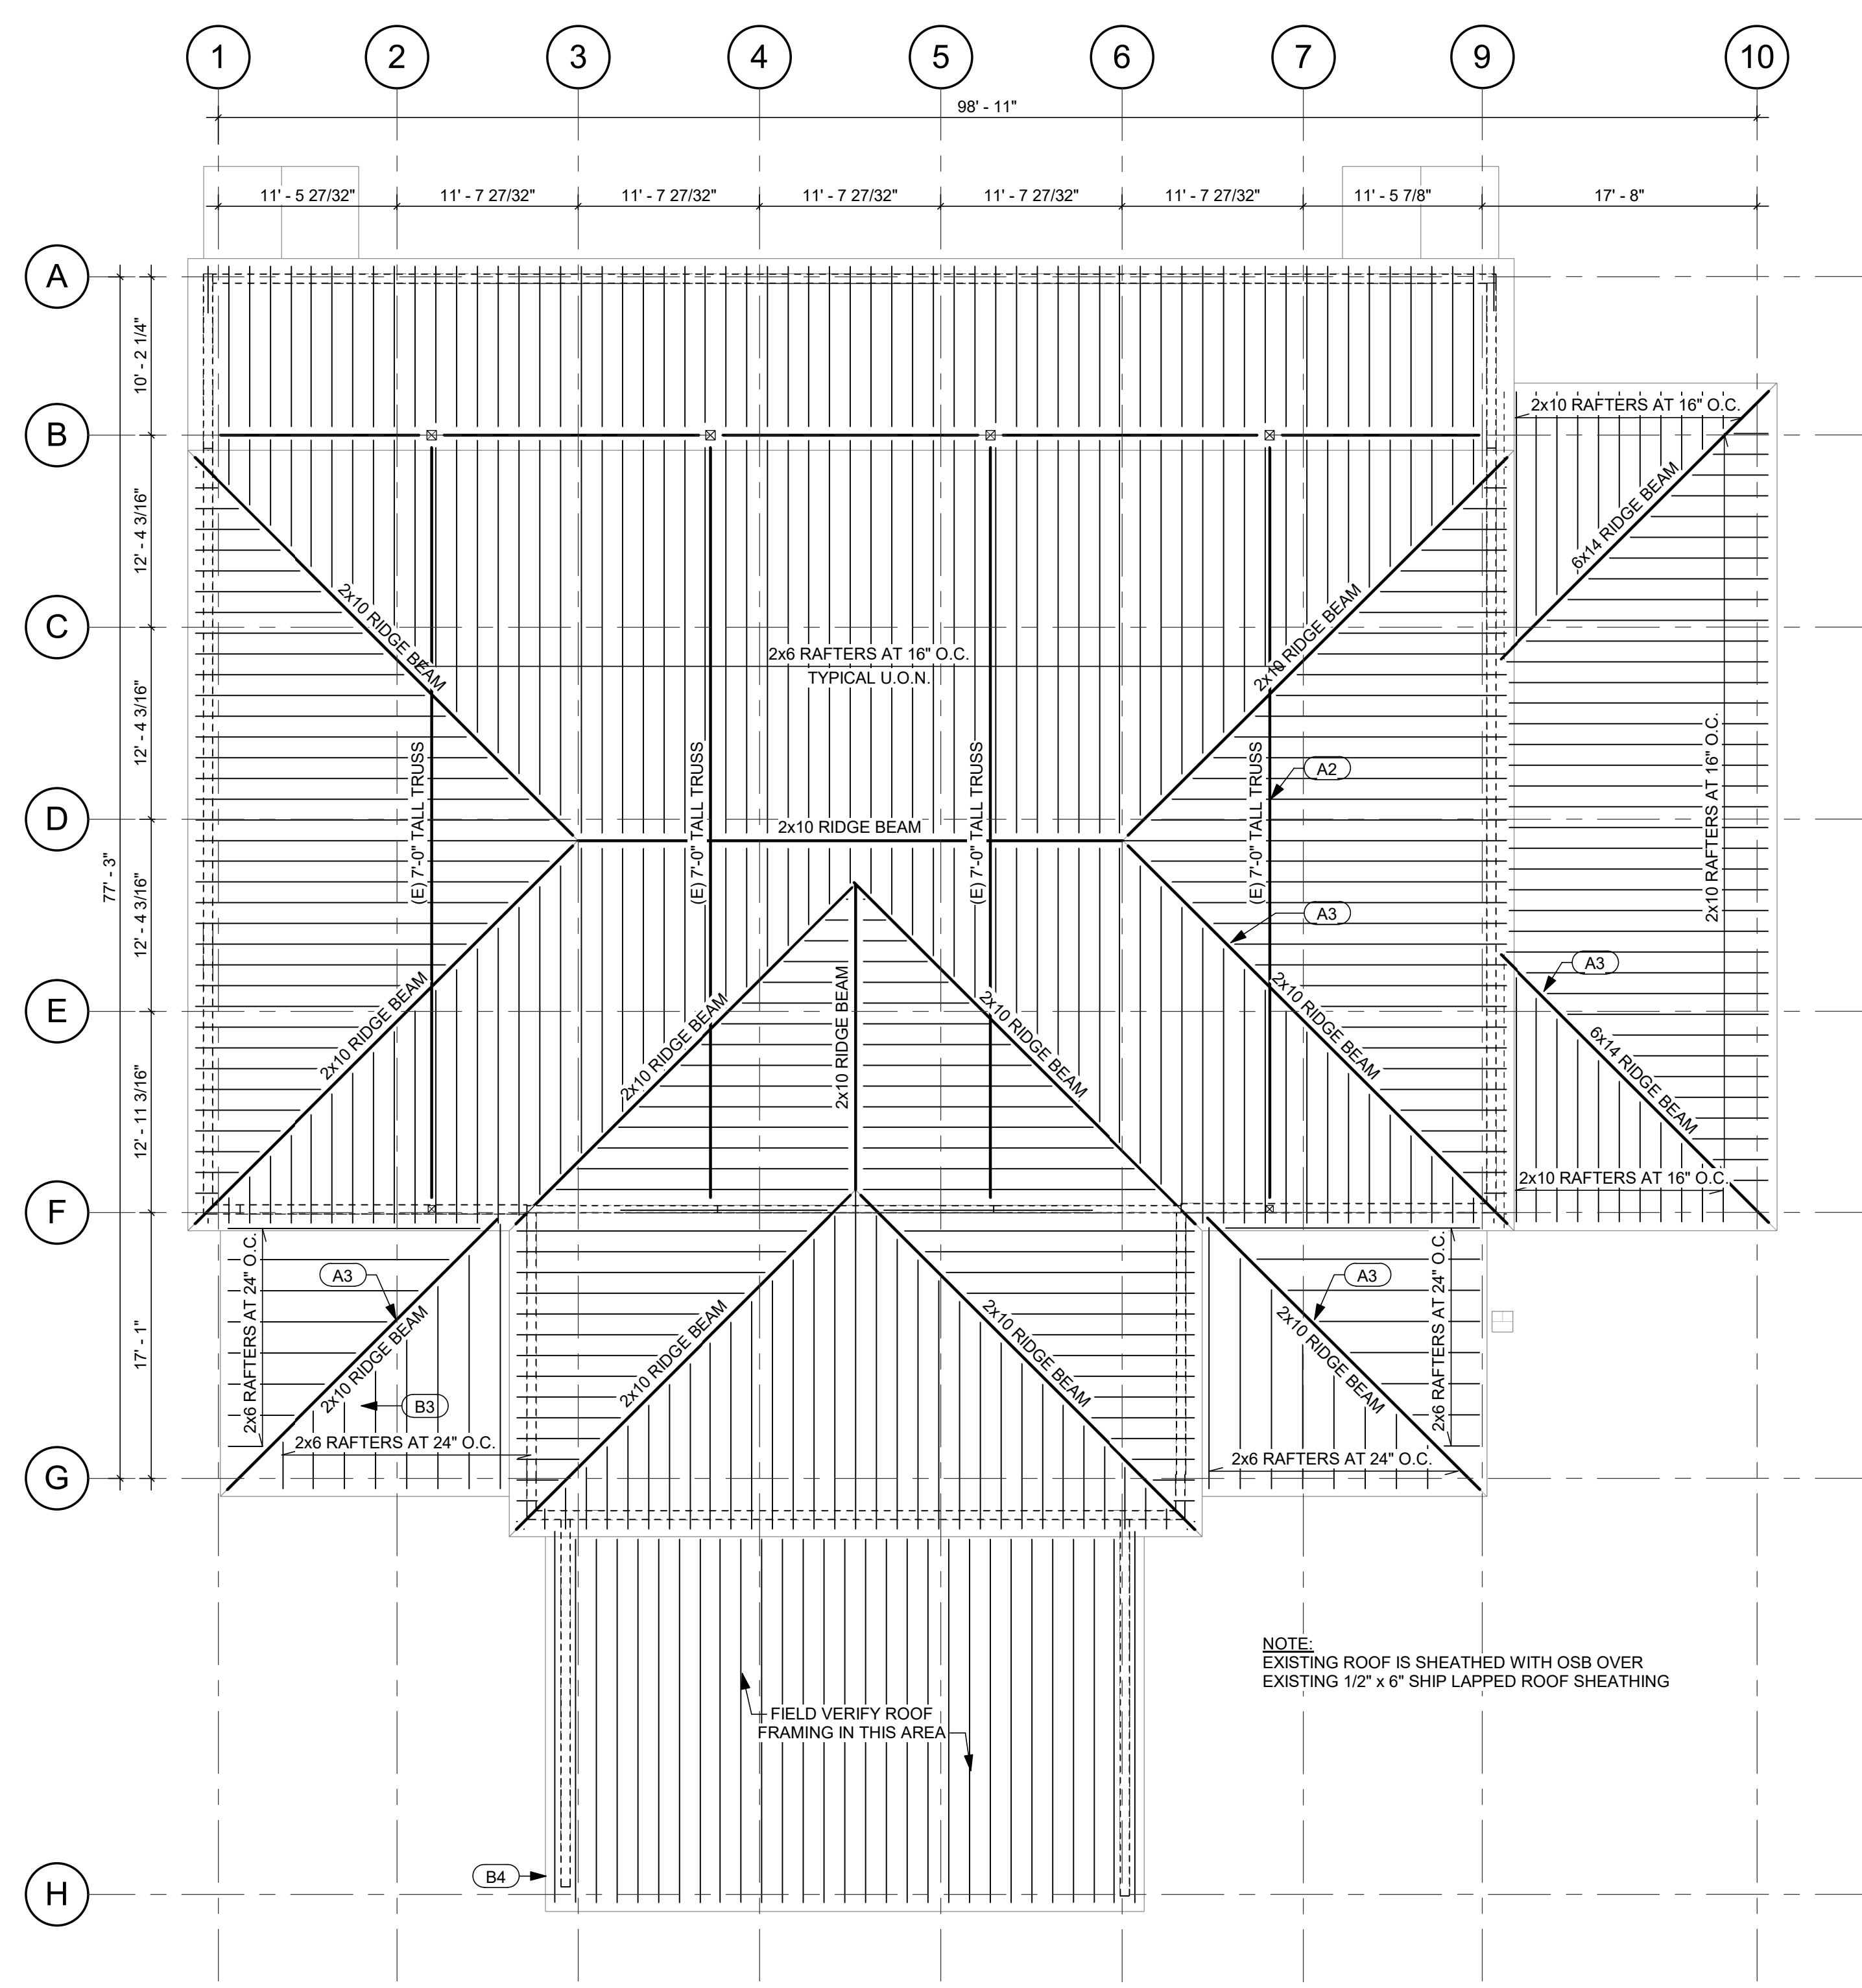 1 2 3 4 5 6 7 9 10
98' - 11"
11' - 5 27/32" 11' - 7 27/32" 11' - 7 27/32" 11' - 7 27/32" 11' - 7 27/32" 11' - 7 27/32" 11' - 5 7/8" 17' - 8"
A
10' - 2 1/4"
B
2x10 RAFTERS AT 16" O.C.
12' - 4 3/16"
6x14 RIDGE BEAM
C
2x10 RIDGE BEAM
2x10 RIDGE BEAM
2x6 RAFTERS AT 16" O.C.
TYPICAL U.O.N.
12' - 4 3/16"
(E) 7'-0" TALL TRUSS
(E) 7'-0" TALL TRUSS
(E) 7'-0" TALL TRUSS
(E) 7'-0" TALL TRUSS
A2
2x10 RAFTERS AT 16" O.C.
D
2x10 RIDGE BEAM
77' - 3"
12' - 4 3/16"
A3
A3
E
2x10 RIDGE BEAM
2x10 RIDGE BEAM
2x10 RIDGE BEAM
2x10 RIDGE BEAM
2x10 RIDGE BEAM
6x14 RIDGE BEAM
12' - 11 3/16"
2x10 RAFTERS AT 16" O.C.
F
2x6 RAFTERS AT 24" O.C.
A3
2x10 RIDGE BEAM
2x10 RIDGE BEAM
2x10 RIDGE BEAM
A3
2x10 RIDGE BEAM
2x6 RAFTERS AT 24" O.C.
17' - 1"
B3
2x6 RAFTERS AT 24" O.C.
2x6 RAFTERS AT 24" O.C.
G
NOTE:
EXISTING ROOF IS SHEATHED WITH OSB OVER
EXISTING 1/2" x 6" SHIP LAPPED ROOF SHEATHING
FIELD VERIFY ROOF
FRAMING IN THIS AREA
B4
H